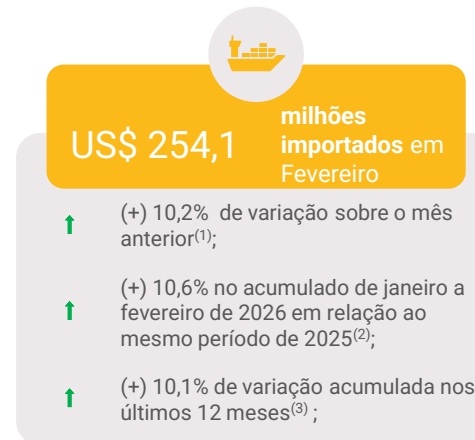 US$ 254,1
milhões
importados em
Fevereiro
(+) 10,2% de variação sobre o mês
anterior(1);
(+) 10,6% no acumulado de janeiro a
fevereiro de 2026 em relação ao
mesmo período de 2025(2);
(+) 10,1% de variação acumulada nos
últimos 12 meses(3) ;